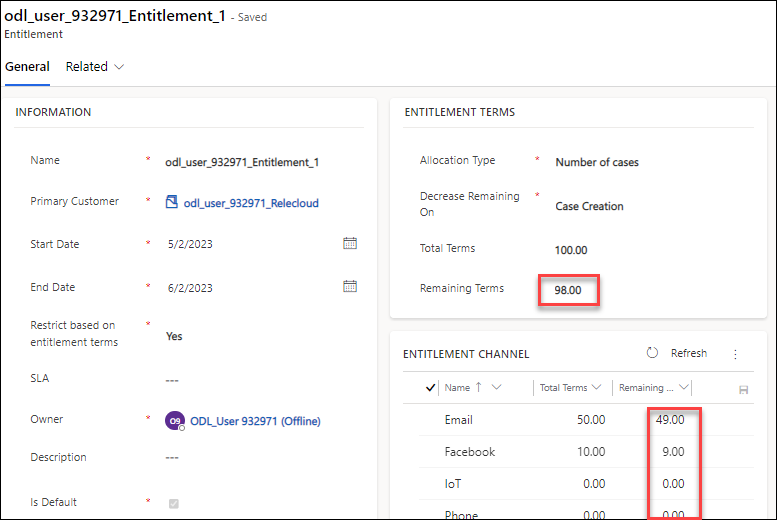 odl_user_932971_Entitlement_1 - Saved
Entitlement
General Related
INFORMATION
Name * odl_user_932971_Entitlement_1
Primary Customer * odl_user_932971_Relecloud
Start Date * 5/2/2023
End Date * 6/2/2023
Restrict based on
entitlement terms * Yes
SLA ---
Owner * O9 ODL_User 932971 (Offline)
Description ---
Is Default *
ENTITLEMENT TERMS
Allocation Type * Number of cases
Decrease Remaining
On * Case Creation
Total Terms 100.00
Remaining Terms 98.00
ENTITLEMENT CHANNEL Refresh
Name ↑ Total Terms Remaining ...
Email 50.00 49.00
Facebook 10.00 9.00
IoT 0.00 0.00
Phone 0.00 0.00